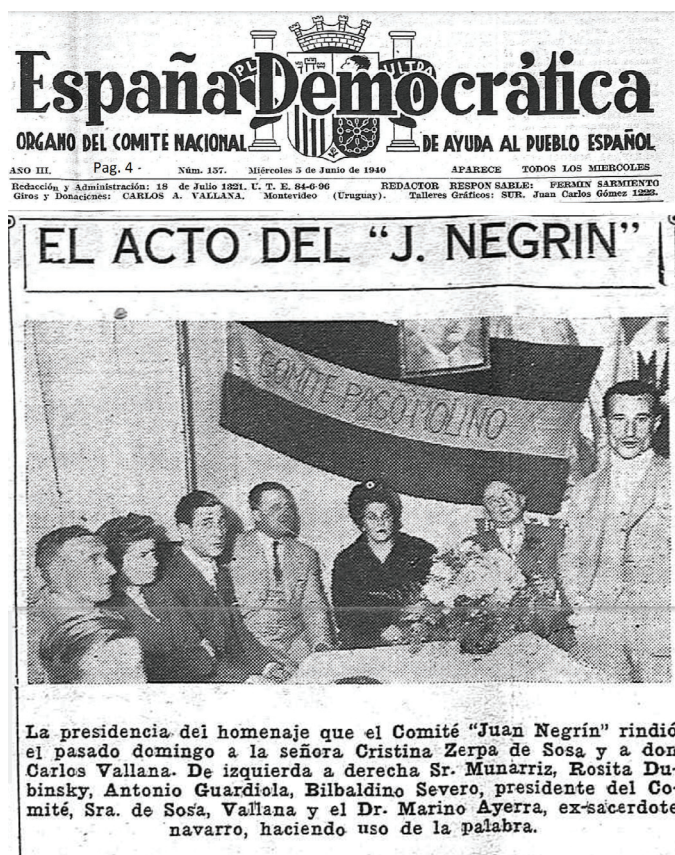 PLUS ULTRA
España Democrática
ORGANO DEL COMITE NACIONAL DE AYUDA AL PUEBLO ESPAÑOL
AÑO III. Pag. 4 - Núm. 157. Miércoles 5 de Junio de 1940 APARECE TODOS LOS MIERCOLES
Redacción y Administración: 18 de Julio 1321. U. T. E. 84-6-96 REDACTOR RESPONSABLE: FERMIN SARMIENTO
Giros y Donaciones: CARLOS A. VALLANA. Montevideo (Uruguay). Talleres Gráficos: SUR. Juan Carlos Gómez 1223.
EL ACTO DEL "J. NEGRIN"
COMITE PASO MOLINO
La presidencia del homenaje que el Comité "Juan Negrín" rindió
el pasado domingo a la señora Cristina Zerpa de Sosa y a don
Carlos Vallana. De izquierda a derecha Sr. Munárriz, Rosita Du-
binsky, Antonio Guardiola, Bilbaldino Severo, presidente del Co-
mité, Sra. de Sosa, Vallana y el Dr. Marino Ayerra, ex-sacerdote
navarro, haciendo uso de la palabra.